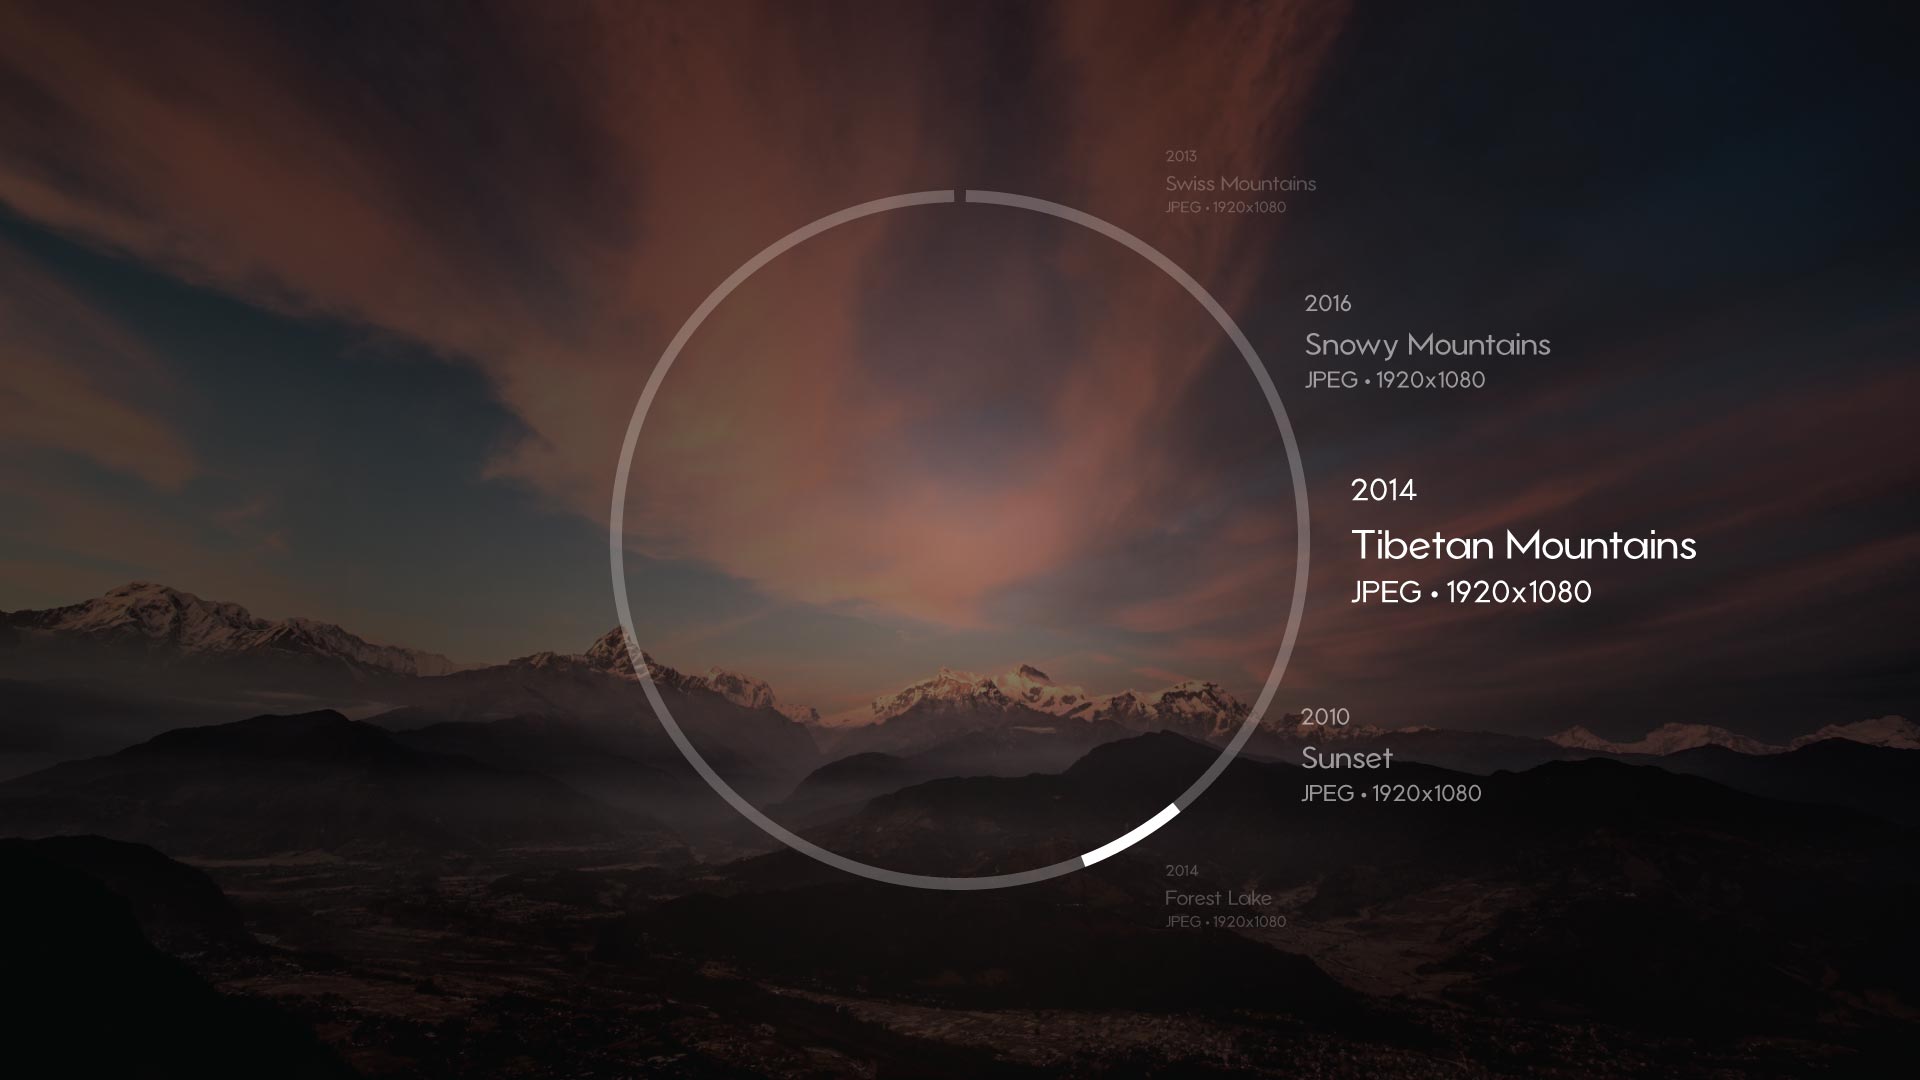 2013
Swiss Mountains
JPEG • 1920x1080
2016
Snowy Mountains
JPEG • 1920x1080
2014
Tibetan Mountains
JPEG • 1920x1080
2010
Sunset
JPEG • 1920x1080
2014
Forest Lake
JPEG • 1920x1080